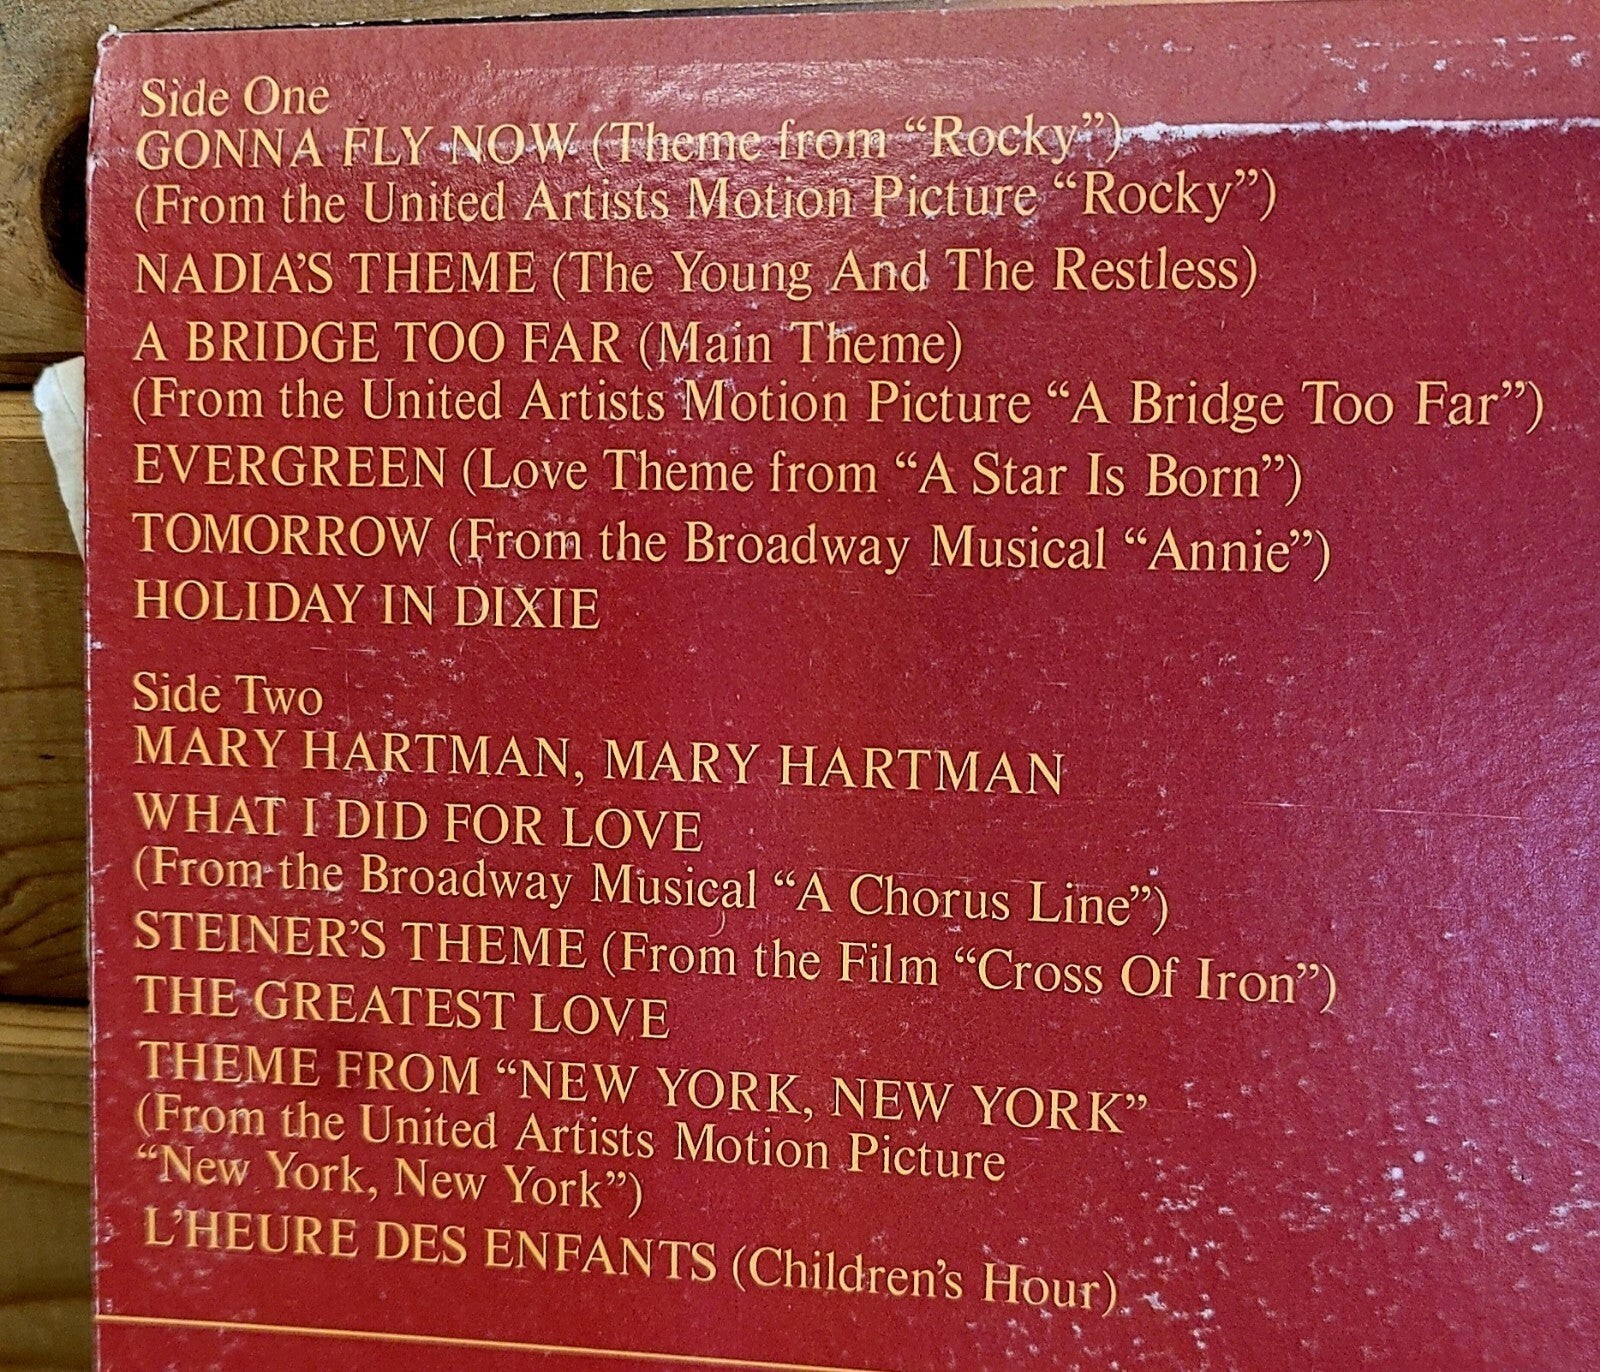 Side One
GONNA FLY NOW (Theme from “Rocky”)
(From the United Artists Motion Picture “Rocky”)
NADIA’S THEME (The Young And The Restless)
A BRIDGE TOO FAR (Main Theme)
(From the United Artists Motion Picture “A Bridge Too Far”)
EVERGREEN (Love Theme from “A Star Is Born”)
TOMORROW (From the Broadway Musical “Annie”)
HOLIDAY IN DIXIE
Side Two
MARY HARTMAN, MARY HARTMAN
WHAT I DID FOR LOVE
(From the Broadway Musical “A Chorus Line”)
STEINER’S THEME (From the Film “Cross Of Iron”)
THE GREATEST LOVE
THEME FROM “NEW YORK, NEW YORK”
(From the United Artists Motion Picture
“New York, New York”)
L’HEURE DES ENFANTS (Children’s Hour)